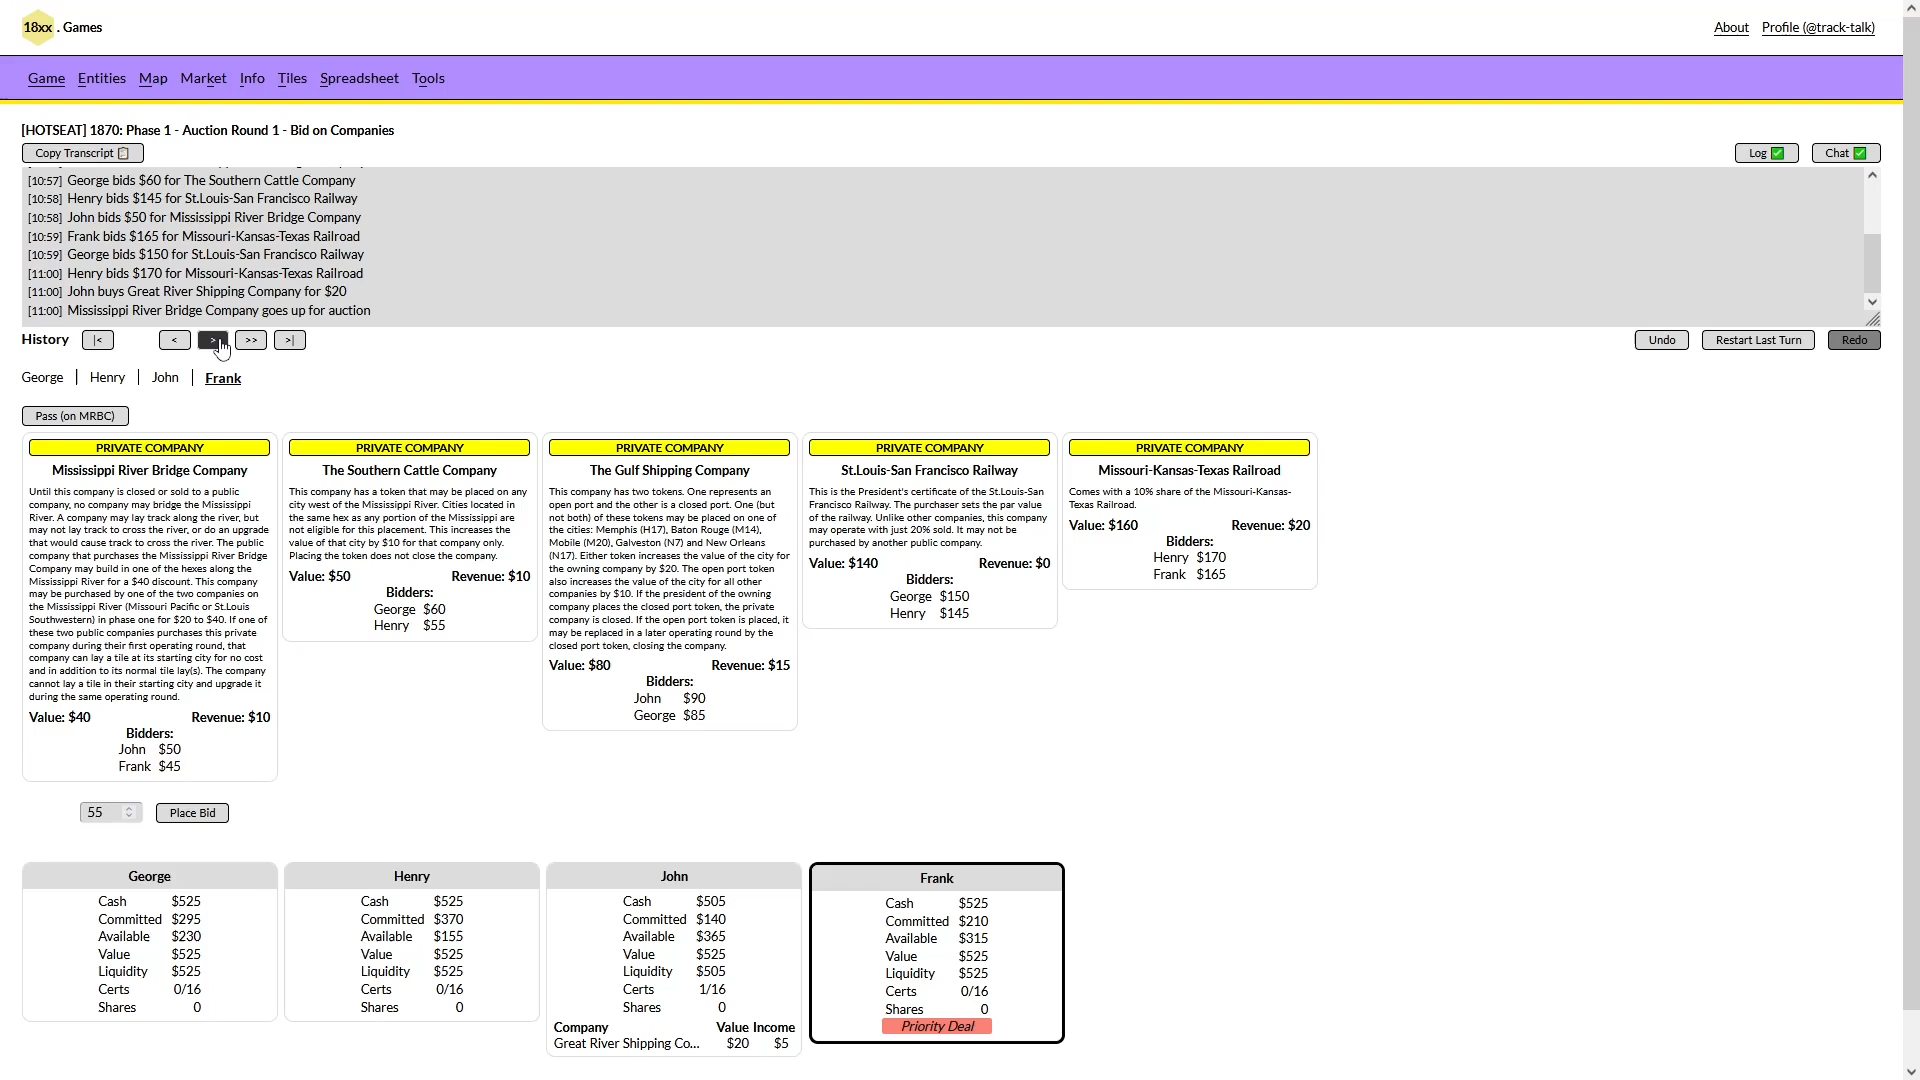 18xx . Games
About Profile (@track-talk)
Game Entities Map Market Info Tiles Spreadsheet Tools
[HOTSEAT] 1870: Phase 1 - Auction Round 1 - Bid on Companies
Copy Transcript
Log Chat
[10:57] George bids $60 for The Southern Cattle Company
[10:58] Henry bids $145 for St.Louis-San Francisco Railway
[10:58] John bids $50 for Mississippi River Bridge Company
[10:59] Frank bids $165 for Missouri-Kansas-Texas Railroad
[10:59] George bids $150 for St.Louis-San Francisco Railway
[11:00] Henry bids $170 for Missouri-Kansas-Texas Railroad
[11:00] John buys Great River Shipping Company for $20
[11:00] Mississippi River Bridge Company goes up for auction
History |< < > >> >|
Undo Restart Last Turn Redo
George | Henry | John | Frank
Pass (on MRBC)
PRIVATE COMPANY
Mississippi River Bridge Company
Until this company is closed or sold to a public
company, no company may bridge the Mississippi
River. A company may lay track along the river, but
may not lay track to cross the river, or do an upgrade
that would cause track to cross the river. The public
company that purchases the Mississippi River Bridge
Company may build in one of the hexes along the
Mississippi River for a $40 discount. This company
may be purchased by one of the two companies on
the Mississippi River (Missouri Pacific or St.Louis
Southwestern) in phase one for $20 to $40. If one of
these two public companies purchases this private
company during their first operating round, that
company can lay a tile at its starting city for no cost
and in addition to its normal tile lay(s). The company
cannot lay a tile in their starting city and upgrade it
during the same operating round.
Value: $40 Revenue: $10
Bidders:
John $50
Frank $45
PRIVATE COMPANY
The Southern Cattle Company
This company has a token that may be placed on any
city west of the Mississippi River. Cities located in
the same hex as any portion of the Mississippi are
not eligible for this placement. This increases the
value of that city by $10 for that company only.
Placing the token does not close the company.
Value: $50 Revenue: $10
Bidders:
George $60
Henry $55
PRIVATE COMPANY
The Gulf Shipping Company
This company has two tokens. One represents an
open port and the other is a closed port. One (but
not both) of these tokens may be placed on one of
the cities: Memphis (H17), Baton Rouge (M14),
Mobile (M20), Galveston (N7) and New Orleans
(N17). Either token increases the value of the city for
the owning company by $20. The open port token
also increases the value of the city for all other
companies by $10. If the president of the owning
company places the closed port token, the private
company is closed. If the open port token is placed, it
may be replaced in a later operating round by the
closed port token, closing the company.
Value: $80 Revenue: $15
Bidders:
John $90
George $85
PRIVATE COMPANY
St.Louis-San Francisco Railway
This is the President's certificate of the St.Louis-San
Francisco Railway. The purchaser sets the par value
of the railway. Unlike other companies, this company
may operate with just 20% sold. It may not be
purchased by another public company.
Value: $140 Revenue: $0
Bidders:
George $150
Henry $145
PRIVATE COMPANY
Missouri-Kansas-Texas Railroad
Comes with a 10% share of the Missouri-Kansas-
Texas Railroad.
Value: $160 Revenue: $20
Bidders:
Henry $170
Frank $165
55 Place Bid
George
Cash $525
Committed $295
Available $230
Value $525
Liquidity $525
Certs 0/16
Shares 0
Henry
Cash $525
Committed $370
Available $155
Value $525
Liquidity $525
Certs 0/16
Shares 0
John
Cash $505
Committed $140
Available $365
Value $525
Liquidity $505
Certs 1/16
Shares 0
Company Value Income
Great River Shipping Co... $20 $5
Frank
Cash $525
Committed $210
Available $315
Value $525
Liquidity $525
Certs 0/16
Shares 0
Priority Deal